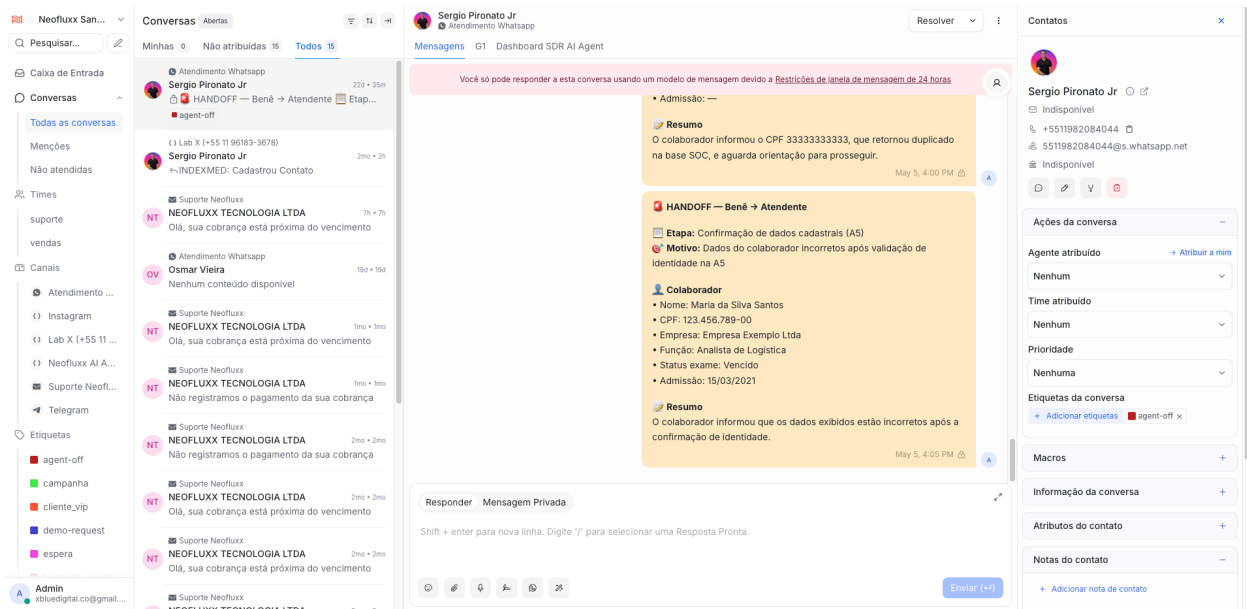 Neofluxx San...
Pesquisar...
Caixa de Entrada
Conversas
Todas as conversas
Menções
Não atendidas
Times
suporte
vendas
Canais
Atendimento ...
Instagram
Lab X (+55 11 ...
Neofluxx AI A...
Suporte Neofl...
Telegram
Etiquetas
agent-off
campanha
cliente_vip
demo-request
espera
A
Admin
xbluedigital.co@gmail....
Conversas Abertas
Minhas 0 Não atribuídas 15 Todos 15
Atendimento Whatsapp
Sergio Pironato Jr 22d • 35m
HANDOFF — Benê → Atendente Etap...
agent-off
Lab X (+55 11 96183-3678)
Sergio Pironato Jr 2mo • 2h
INDEXMED: Cadastrou Contato
Suporte Neofluxx
NT NEOFLUXX TECNOLOGIA LTDA 7h • 7h
Olá, sua cobrança está próxima do vencimento
Atendimento Whatsapp
OV Osmar Vieira 19d • 19d
Nenhum conteúdo disponível
Suporte Neofluxx
NT NEOFLUXX TECNOLOGIA LTDA 1mo • 1mo
Olá, sua cobrança está próxima do vencimento
Suporte Neofluxx
NT NEOFLUXX TECNOLOGIA LTDA 1mo • 1mo
Não registramos o pagamento da sua cobrança
Suporte Neofluxx
NT NEOFLUXX TECNOLOGIA LTDA 2mo • 2mo
Não registramos o pagamento da sua cobrança
Suporte Neofluxx
NT NEOFLUXX TECNOLOGIA LTDA 2mo • 2mo
Olá, sua cobrança está próxima do vencimento
Suporte Neofluxx
NT NEOFLUXX TECNOLOGIA LTDA 2mo • 2mo
Olá, sua cobrança está próxima do vencimento
Suporte Neofluxx
NEOFLUXX TECNOLOGIA LTDA
Sergio Pironato Jr
Atendimento Whatsapp
Resolver
Mensagens G1 Dashboard SDR AI Agent
Você só pode responder a esta conversa usando um modelo de mensagem devido a Restrições de janela de mensagem de 24 horas
• Admissão: —
Resumo
O colaborador informou o CPF 33333333333, que retornou duplicado
na base SOC, e aguarda orientação para prosseguir.
May 5, 4:00 PM
A
HANDOFF — Benê → Atendente
Etapa: Confirmação de dados cadastrais (A5)
Motivo: Dados do colaborador incorretos após validação de
identidade na A5
Colaborador
• Nome: Maria da Silva Santos
• CPF: 123.456.789-00
• Empresa: Empresa Exemplo Ltda
• Função: Analista de Logística
• Status exame: Vencido
• Admissão: 15/03/2021
Resumo
O colaborador informou que os dados exibidos estão incorretos após a
confirmação de identidade.
May 5, 4:05 PM
A
Responder Mensagem Privada
Shift + enter para nova linha. Digite '/' para selecionar uma Resposta Pronta.
Enviar (↵)
Contatos
Sergio Pironato Jr
Indisponível
+5511982084044
5511982084044@s.whatsapp.net
Indisponível
Ações da conversa
Agente atribuído → Atribuir a mim
Nenhum
Time atribuído
Nenhum
Prioridade
Nenhuma
Etiquetas da conversa
+ Adicionar etiquetas agent-off ×
Macros
Informação da conversa
Atributos do contato
Notas do contato
+ Adicionar nota de contato